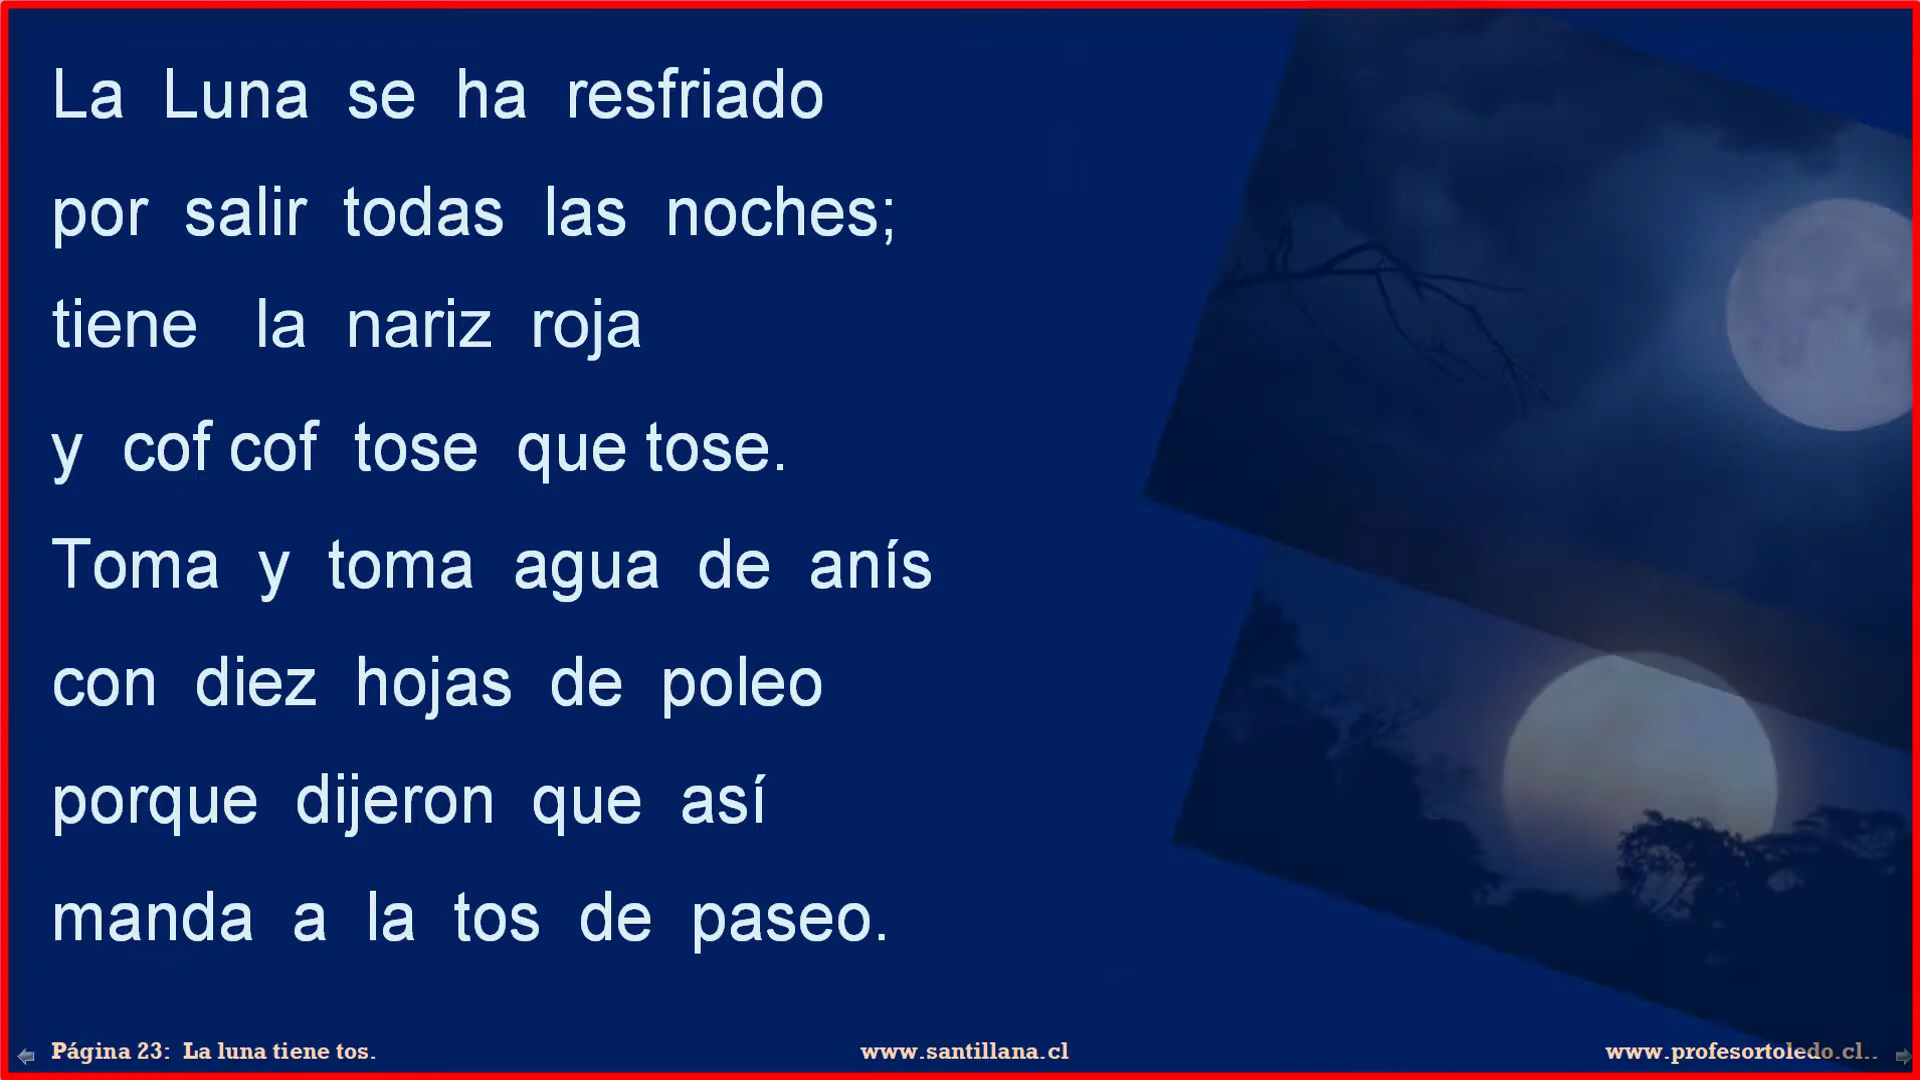 La Luna se ha resfriado
por salir todas las noches;
tiene la nariz roja
y cof cof tose que tose.
Toma y toma agua de anís
con diez hojas de poleo
porque dijeron que así
manda a la tos de paseo.
Página 23: La luna tiene tos.
www.santillana.cl
www.profesortoledo.cl..